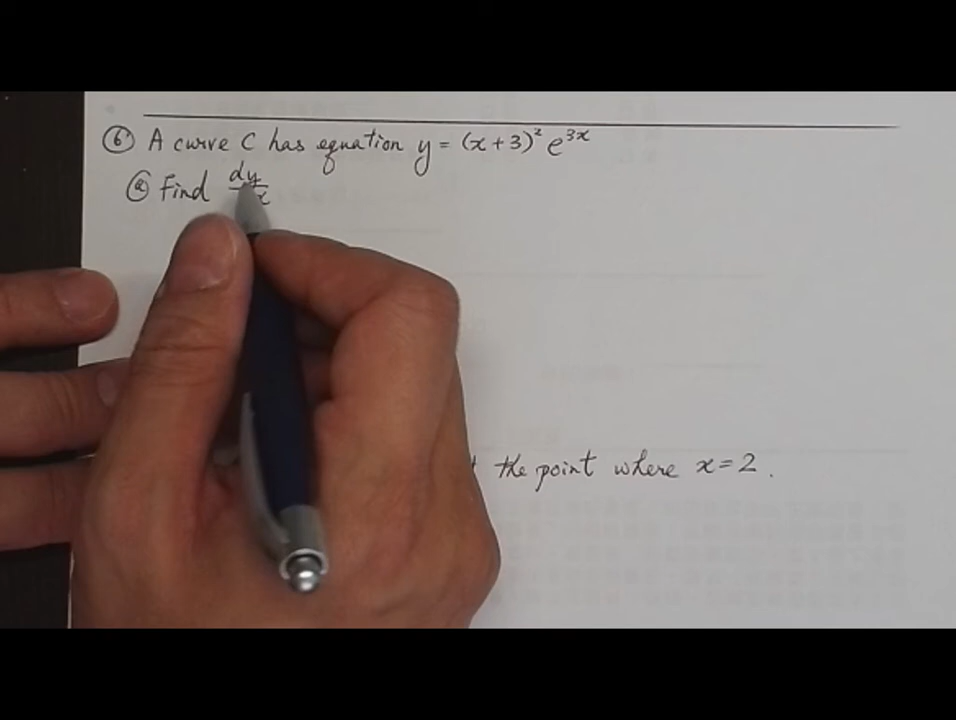 ⑥ A curve C has equation y = (x+3)² e^{3x}
ⓐ Find dy/dx
the point where x=2.